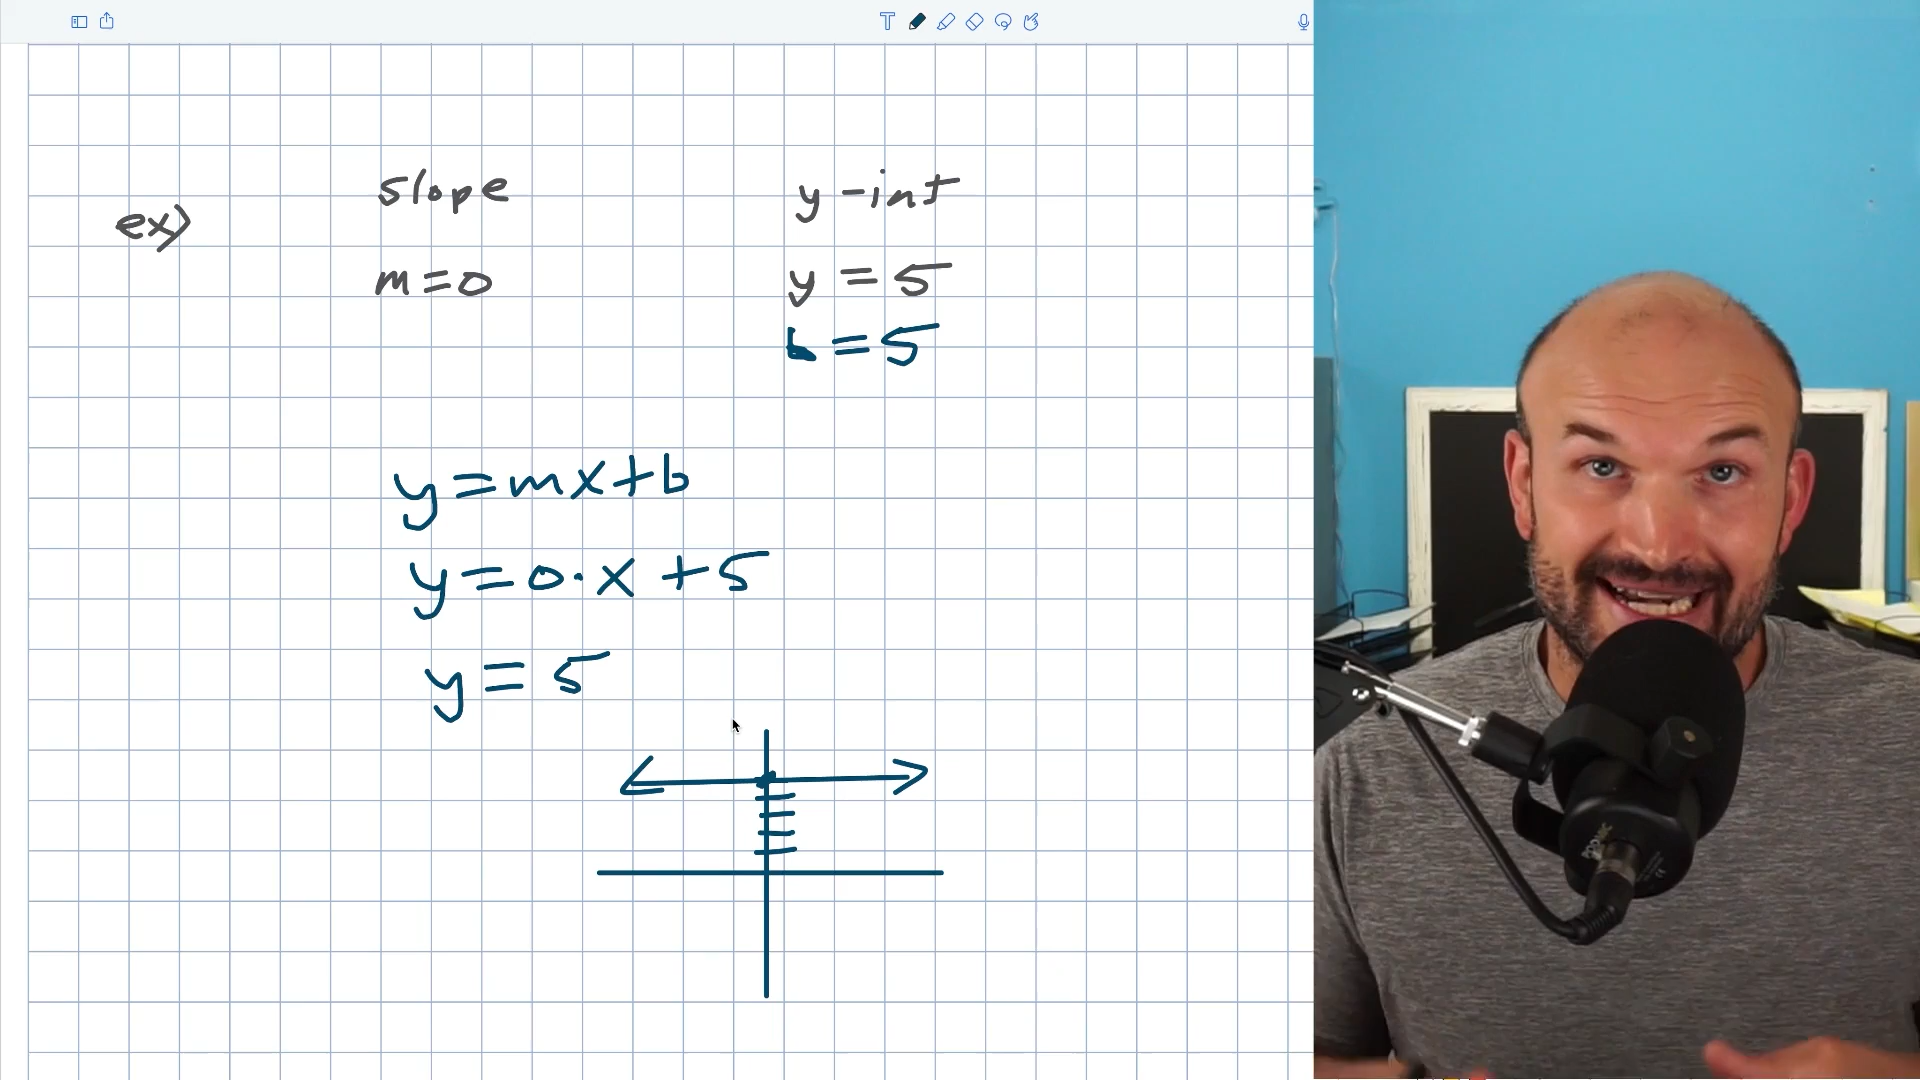 ex)
slope
y-int
m=0
y=5
b=5
y=mx+b
y=0·x+5
y=5